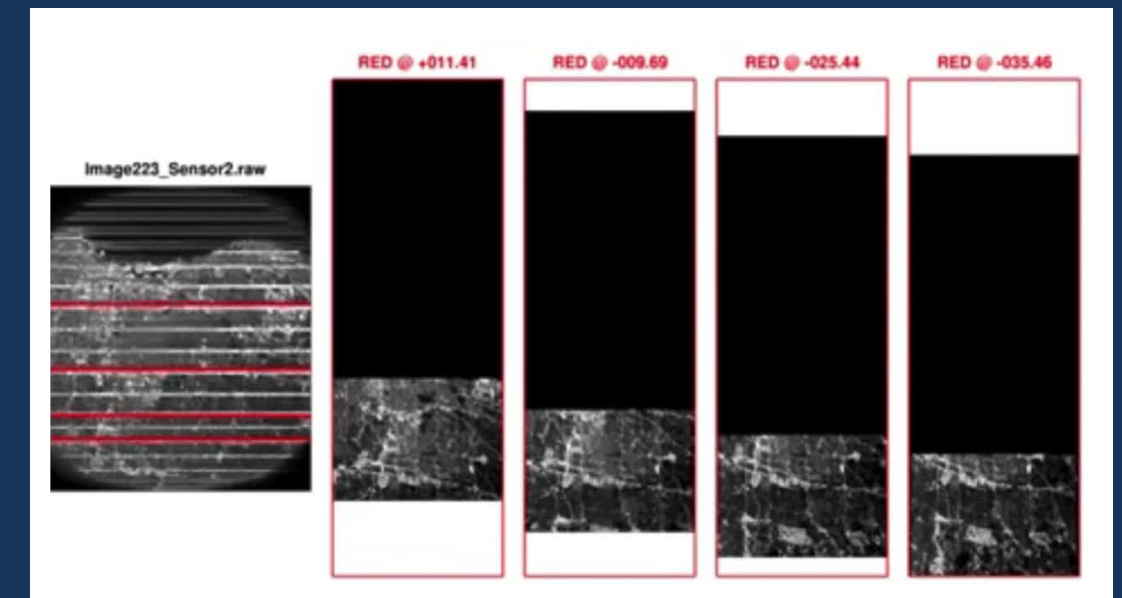 RED @ +011.41
RED @ -009.69
RED @ -025.44
RED @ -035.46
Image223_Sensor2.raw